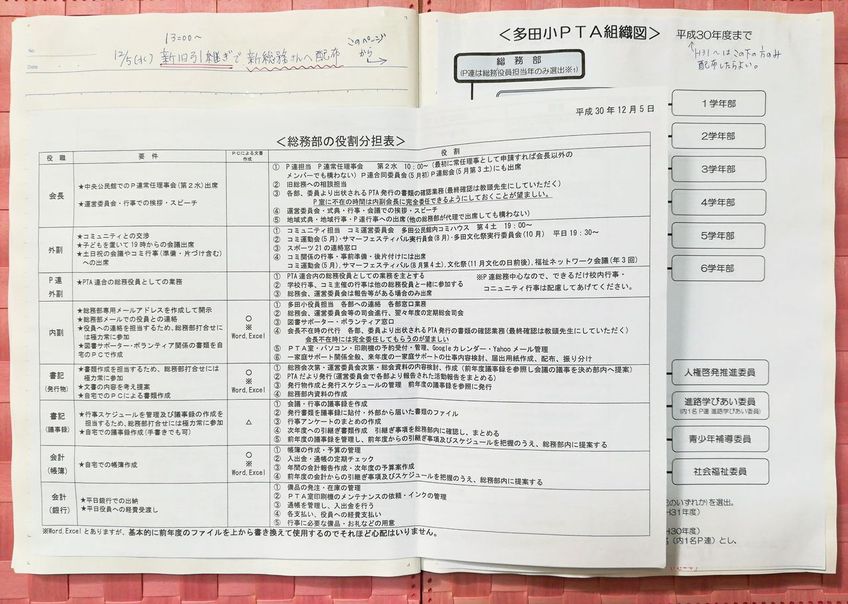 13:00〜
12/5(水) 新旧引継ぎで 新総務さんへ配布
このページから→
No.
Date
<多田小PTA組織図> 平成30年度まで
H31〜はこの下の方のみ
配布したらよい。
総務部
(P連は総務役員担当年のみ選出※1)
1学年部
2学年部
3学年部
4学年部
5学年部
6学年部
人権啓発推進委員
進路学びあい委員
(内1名P連 進路学びあい委員)
青少年補導委員
社会福祉委員
のいずれか)を選出。
H31年度)
H30年度)
名(内1名P連)とし、
平成30年12月5日
<総務部の役割分担表>
役職 要件 PCによる文書作成 役割
会長
★中央公民館でのP連常任理事会(第2水)出席
★運営委員会・行事での挨拶・スピーチ
① P連担当 P連常任理事会 第2水 10:00〜(最初に常任理事として申請すれば会長以外の
メンバーでも構わない) P連合同委員会(5月初)P連総会(5月第3土)にも出席
② 旧総務への相談担当
③ 各部、委員より出状されるPTA発行の書類の確認業務(最終確認は教頭先生にしていただく)
P室に不在の間は内副会長に完全委任できるようにしておくことが望ましい。
④ 運営委員会・式典・行事・会議での挨拶・スピーチ
⑤ 地域式典・地域行事・P連行事への出席(他の総務部が代理で出席しても構わない)
外副
★コミュニティとの交渉
★子どもを置いて19時からの会議出席
★土日祝の会議やコミ行事(準備・片づけ含む)
への出席
① コミュニティ担当 コミ運営委員会 多田公民館内コミハウス 第4土 19:00〜
② コミ運動会(5月)・サマーフェスティバル実行委員会(8月)・多田文化祭実行委員会(10月) 平日19:30〜
③ スポーツ21の連絡窓口
④ コミ関係の行事・事前準備・後片付けには出席
コミ運動会(5月)、サマーフェスティバル(8月第4土)、文化祭(11月文化の日前後)、福祉ネットワーク会議(年3回)
P連
外副
★PTA連合の総務役員としての業務
① PTA連合内の総務役員としての業務を主とする
② 学校行事、コミ主催の行事は他の総務役員と一緒に参加する
③ 総務会、運営委員会は報告等がある場合のみ出席
※P連総務中心なので、できるだけ校内行事・
コニュニティ行事は配慮してあげてください。
内副
★総務部専用メールアドレスを作成して開示
★総務部メールでの役員との連絡
★役員への連絡を担当するため、総務部打合せには
極力常に参加
★図書サポーター・ボランティア関係の書類を自
宅のPCで作成
○
※
Word,Excel
① 多田小役員担当 各部への連絡 各部窓口業務
② 総務会、運営委員会等の司会進行、翌々年度の定期総会司会
③ 図書サポーター・ボランティア窓口
④ 会長不在時の代行 各部、委員より出状されるPTA発行の書類の確認業務(最終確認は教頭先生にしていただく)
会長不在時には完全委任してもらうのが望ましい
⑤ PTA室・パソコン・印刷機の予約受付・管理、Googleカレンダー・Yahooメール管理
⑥ 一家庭サポート関係全般、来年度の一家庭サポートの仕事内容検討、届出用紙作成、配布、振り分け
書記
(発行物)
★書類作成を担当するため、総務部打合せには
極力常に参加
★文書の内容を考え提案
★自宅でのPCによる書類作成
○
※
Word,Excel
① 総務会次第・運営委員会次第・総会資料の内容検討、作成(前年度議事録を参照し会議の議事を決め部内へ提案)
② PTAだより発行(運営委員会で各部より報告された活動報告をまとめる)
③ 発行物作成と発行スケジュールの管理 前年度の議事録を参照に発行
④ 総務部内資料の作成
書記
(議事録)
★行事スケジュールを管理及び議事録の作成を
担当するため、総務部打合せには極力常に参加
★自宅での議事録作成(手書きでも可)
△
① 会議・行事の議事録を作成
② 発行書類を議事録に貼付・外部から届いた書類のファイル
③ 行事アンケートのまとめの作成
④ 次年度への引継ぎ書類作成 引継ぎ事項を総務部内に確認し、まとめる
⑤ 前年度の議事録を管理し、前年度からの引継ぎ事項及びスケジュールを把握のうえ、総務部内に提案する
会計
(帳簿)
★自宅での帳簿作成
○
※
Word,Excel
① 帳簿の作成・予算の管理
② 入出金・通帳の定期チェック
③ 年間の会計報告作成・次年度の予算案作成
④ 前年度の会計からの引継ぎ事項及びスケジュールを把握のうえ、総務部内に提案する
会計
(銀行)
★平日銀行での出納
★平日役員への経費受渡し
① 備品の発注・在庫の管理
② PTA室印刷機のメンテナンスの依頼・インクの管理
③ 通帳を管理し、入出金を行う
④ 各支払い、役員への経費支払い
⑤ 行事に必要な備品・お礼などの用意
※Word,Excelとありますが、基本的に前年度のファイルを上から書き換えて使用するのでそれほど心配はいりません。